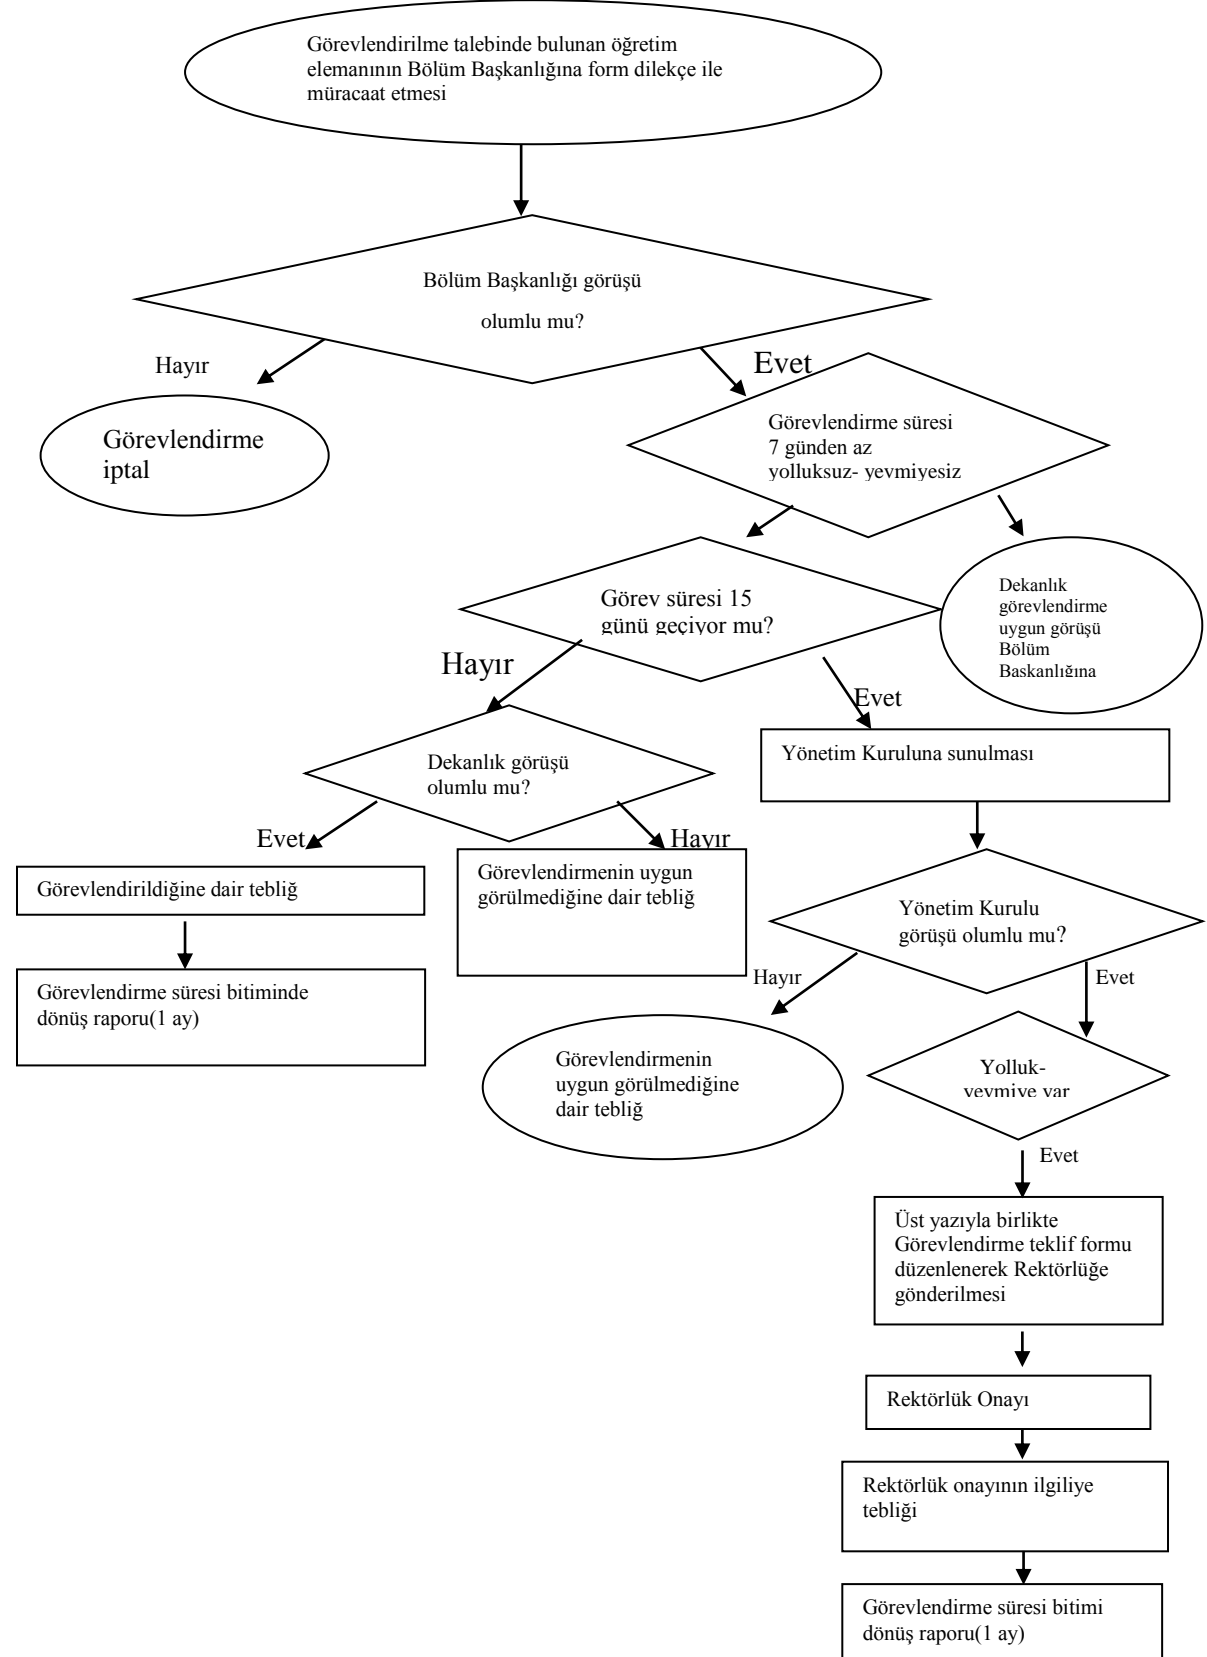 Görevlendirilme talebinde bulunan öğretim
elemanının Bölüm Başkanlığına form dilekçe ile
müracaat etmesi
Bölüm Başkanlığı görüşü
olumlu mu?
Hayır
Evet
Görevlendirme
iptal
Görevlendirme süresi
7 günden az
yolluksuz- yevmiyesiz
Görev süresi 15
günü geçiyor mu?
Dekanlık
görevlendirme
uygun görüşü
Bölüm
Başkanlığına
Hayır
Evet
Dekanlık görüşü
olumlu mu?
Yönetim Kuruluna sunulması
Evet
Hayır
Görevlendirildiğine dair tebliğ
Görevlendirmenin uygun
görülmediğine dair tebliğ
Yönetim Kurulu
görüşü olumlu mu?
Görevlendirme süresi bitiminde
dönüş raporu(1 ay)
Hayır
Evet
Görevlendirmenin
uygun görülmediğine
dair tebliğ
Yolluk-
yevmiye var
Evet
Üst yazıyla birlikte
Görevlendirme teklif formu
düzenlenerek Rektörlüğe
gönderilmesi
Rektörlük Onayı
Rektörlük onayının ilgiliye
tebliği
Görevlendirme süresi bitimi
dönüş raporu(1 ay)